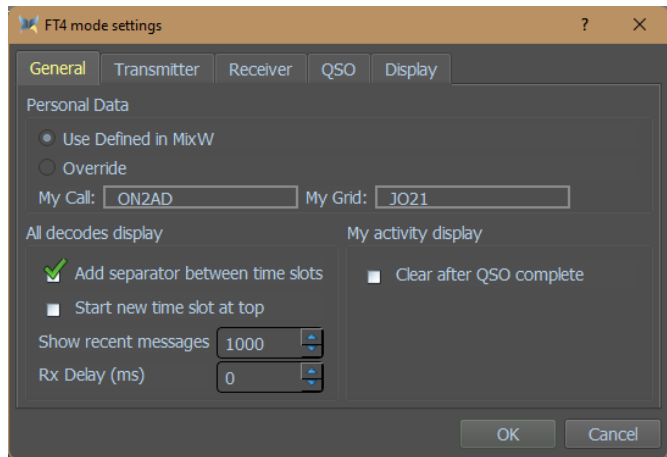 FT4 mode settings
General Transmitter Receiver QSO Display
Personal Data
Use Defined in MixW
Override
My Call: ON2AD My Grid: JO21
All decodes display
Add separator between time slots
Start new time slot at top
Show recent messages 1000
Rx Delay (ms) 0
My activity display
Clear after QSO complete
OK Cancel